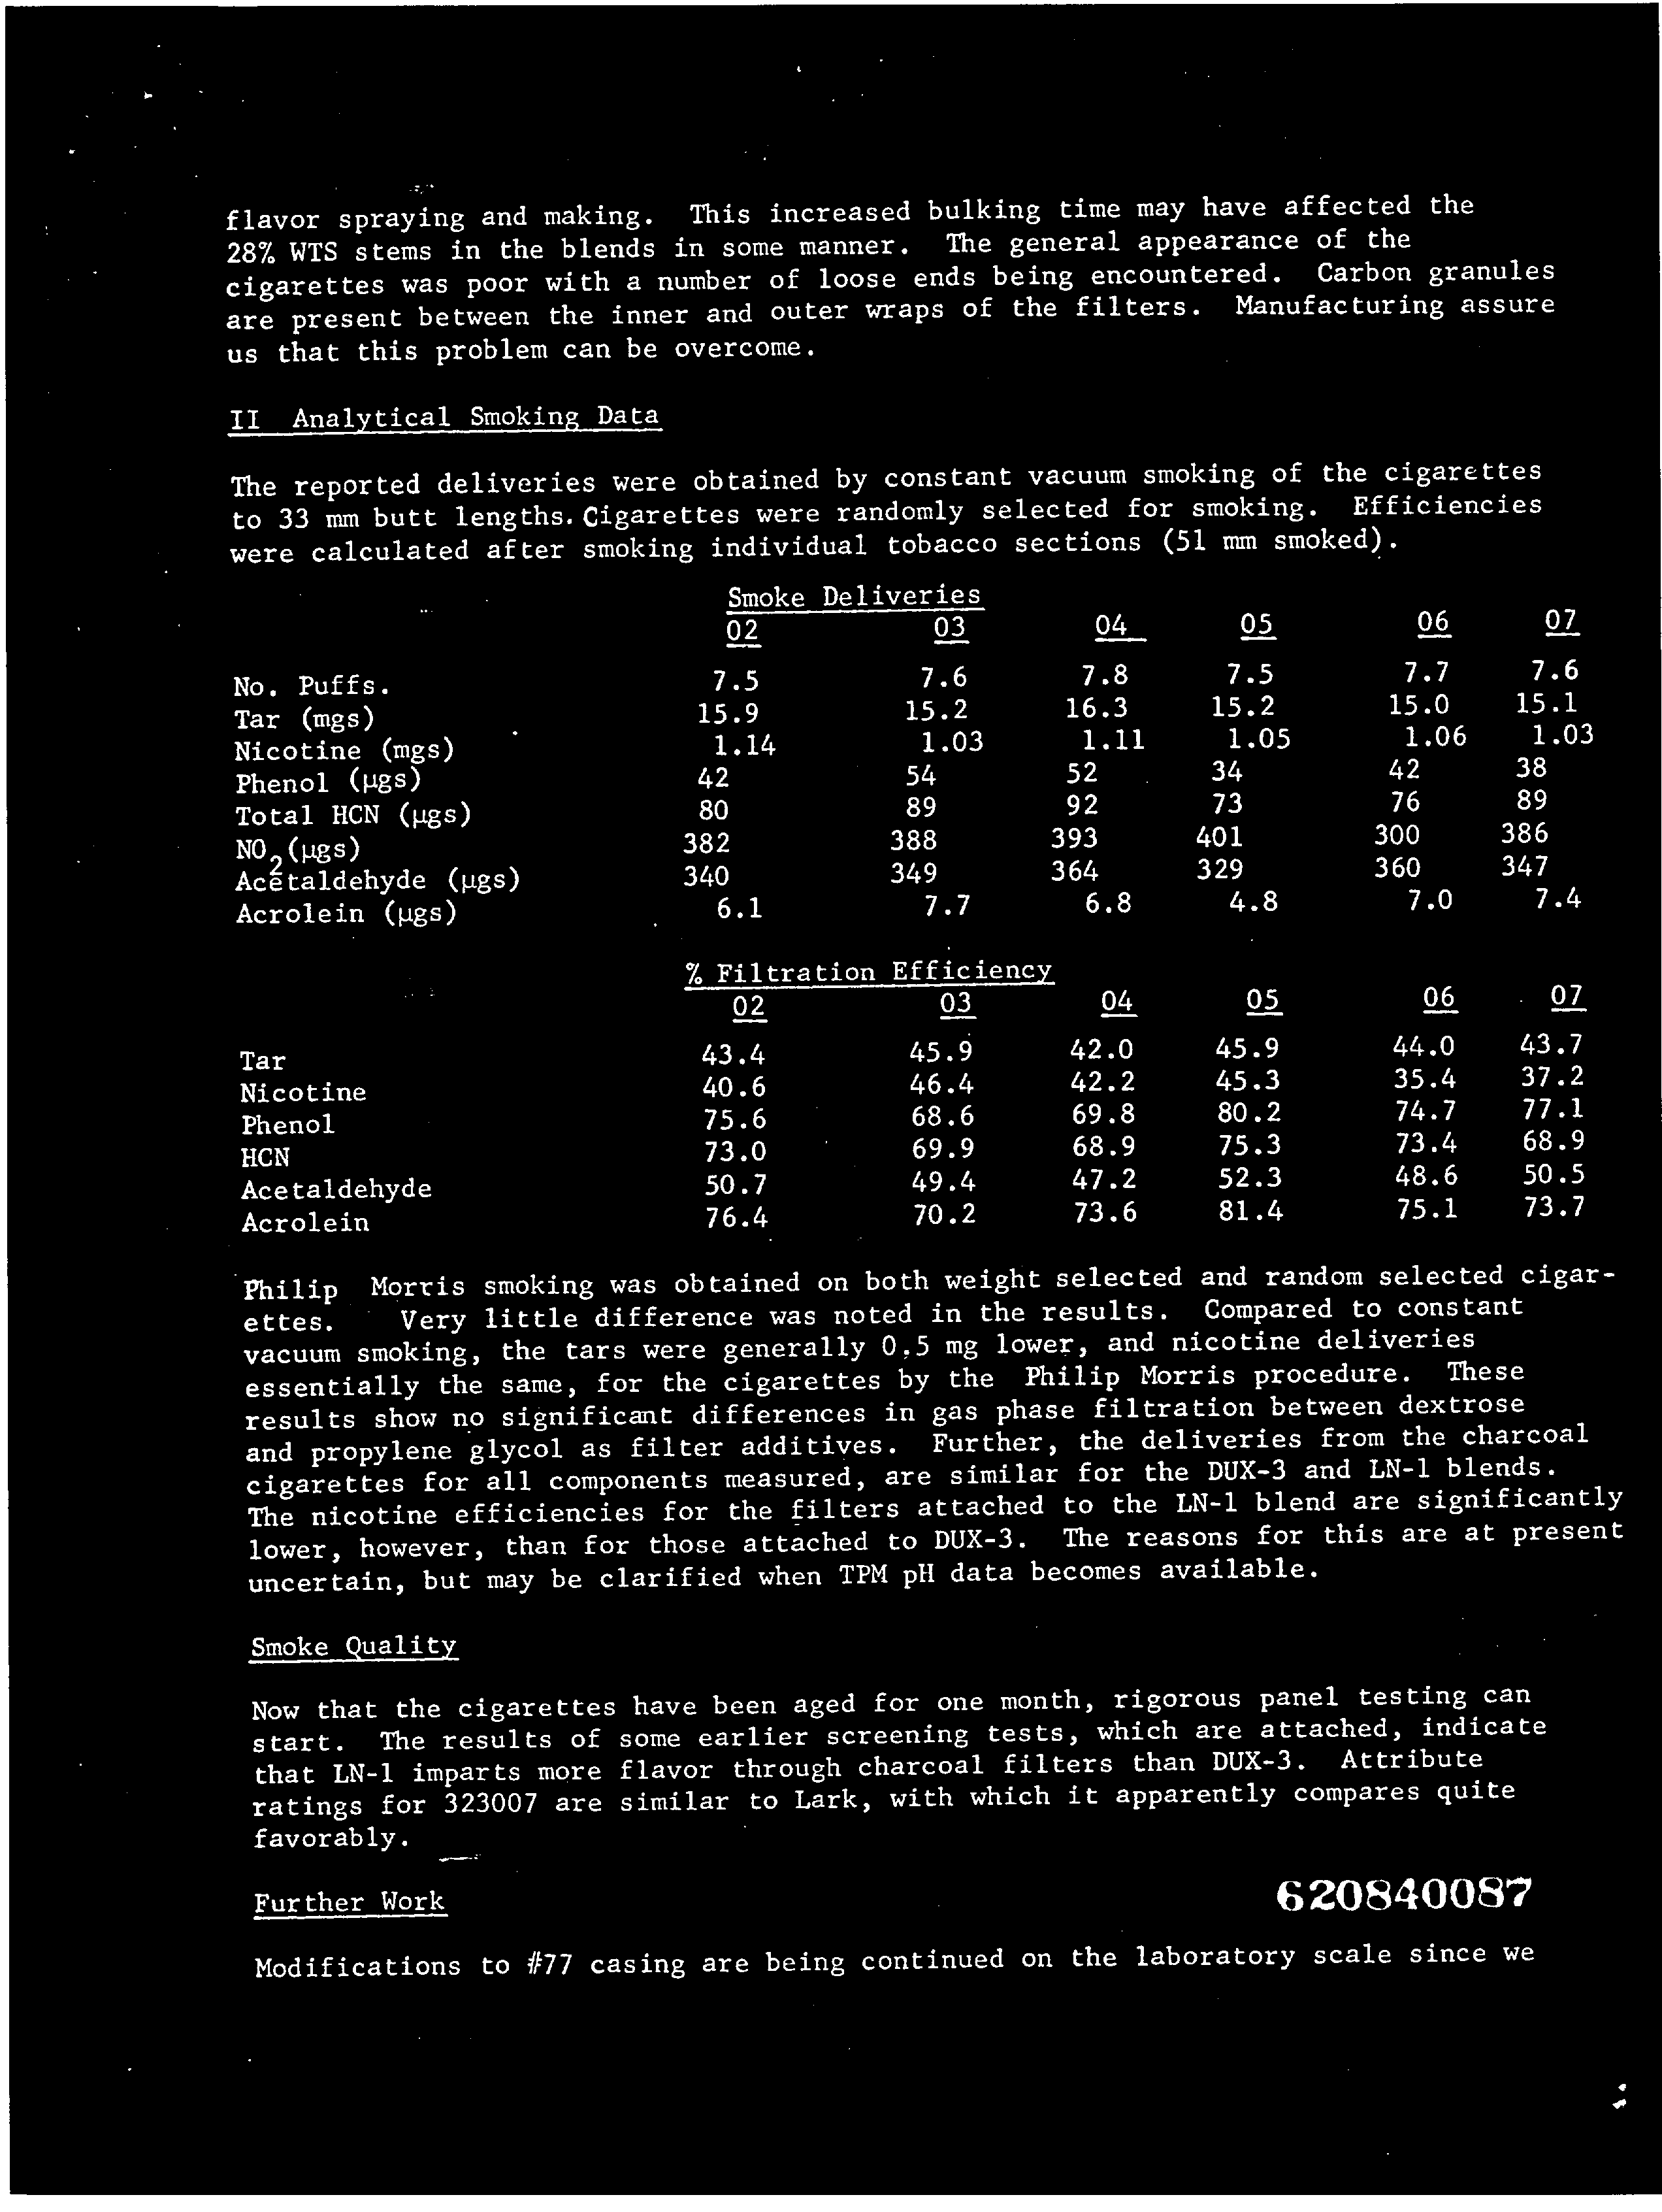 flavor spraying and making. This increased bulking time may have affected the
28% WTS stems in the blends in some manner. The general appearance of the
cigarettes was poor with a number of loose ends being encountered. Carbon granules
are present between the inner and outer wraps of the filters. Manufacturing assure
us that this problem can be overcome.
II Analytical Smoking Data
The reported deliveries were obtained by constant vacuum smoking of the cigarettes
to 33 mm butt lengths. Cigarettes were randomly selected for smoking. Efficiencies
were calculated after smoking individual tobacco sections (51 mm smoked).
Smoke Deliveries
02 03 04 05 06 07
No. Puffs. 7.5 7.6 7.8 7.5 7.7 7.6
Tar (mgs) 15.9 15.2 16.3 15.2 15.0 15.1
Nicotine (mgs) 1.14 1.03 1.11 1.05 1.06 1.03
Phenol (µgs) 42 54 52 34 42 38
Total HCN (µgs) 80 89 92 73 76 89
NO2 (µgs) 382 388 393 401 300 386
Acetaldehyde (µgs) 340 349 364 329 360 347
Acrolein (µgs) 6.1 7.7 6.8 4.8 7.0 7.4
% Filtration Efficiency
02 03 04 05 06 07
Tar 43.4 45.9 42.0 45.9 44.0 43.7
Nicotine 40.6 46.4 42.2 45.3 35.4 37.2
Phenol 75.6 68.6 69.8 80.2 74.7 77.1
HCN 73.0 69.9 68.9 75.3 73.4 68.9
Acetaldehyde 50.7 49.4 47.2 52.3 48.6 50.5
Acrolein 76.4 70.2 73.6 81.4 75.1 73.7
Philip Morris smoking was obtained on both weight selected and random selected cigar-
ettes. Very little difference was noted in the results. Compared to constant
vacuum smoking, the tars were generally 0.5 mg lower, and nicotine deliveries
essentially the same, for the cigarettes by the Philip Morris procedure. These
results show no significant differences in gas phase filtration between dextrose
and propylene glycol as filter additives. Further, the deliveries from the charcoal
cigarettes for all components measured, are similar for the DUX-3 and LN-1 blends.
The nicotine efficiencies for the filters attached to the LN-1 blend are significantly
lower, however, than for those attached to DUX-3. The reasons for this are at present
uncertain, but may be clarified when TPM pH data becomes available.
Smoke Quality
Now that the cigarettes have been aged for one month, rigorous panel testing can
start. The results of some earlier screening tests, which are attached, indicate
that LN-1 imparts more flavor through charcoal filters than DUX-3. Attribute
ratings for 323007 are similar to Lark, with which it apparently compares quite
favorably.
Further Work
620840087
Modifications to #77 casing are being continued on the laboratory scale since we